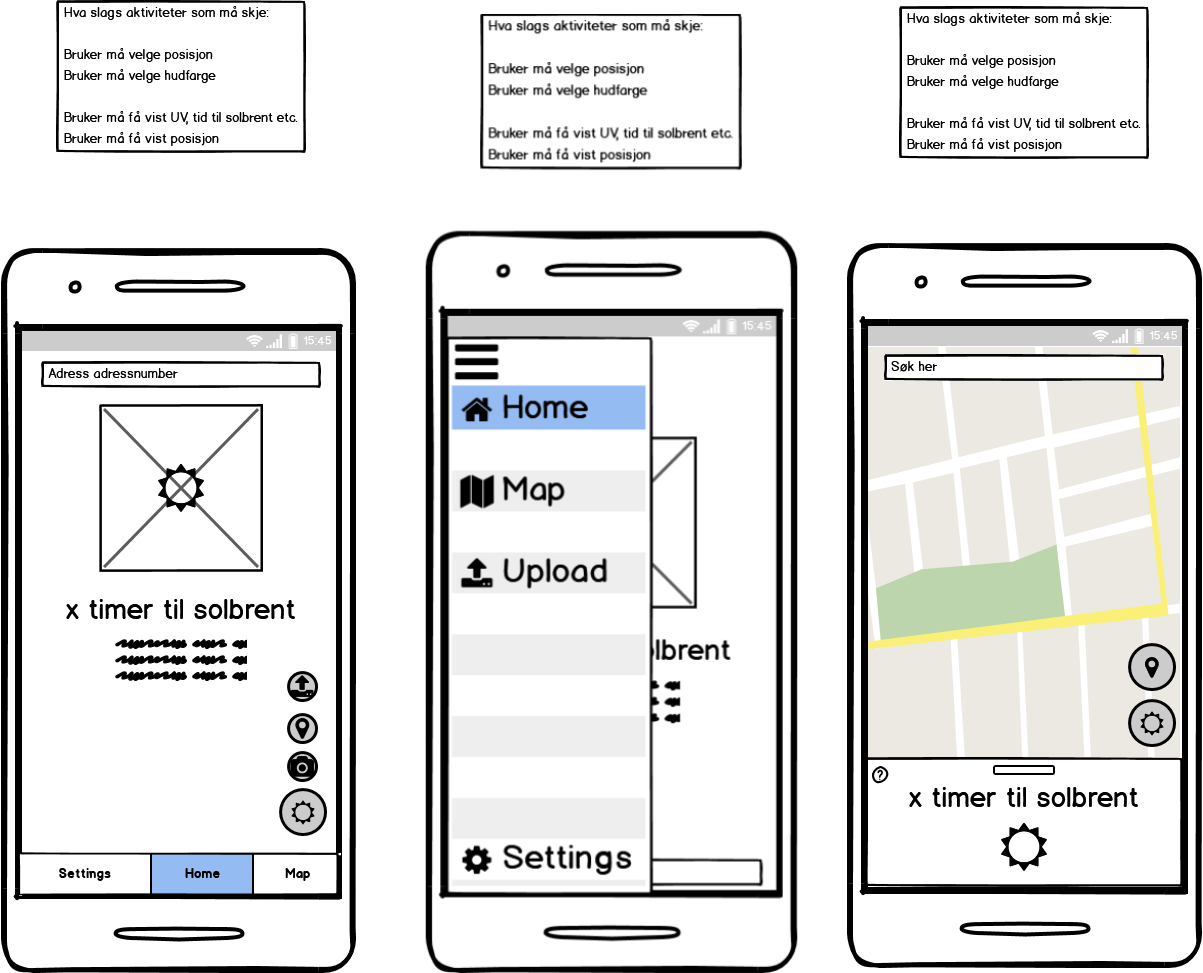 Hva slags aktiviteter som må skje:
Bruker må velge posisjon
Bruker må velge hudfarge
Bruker må få vist UV, tid til solbrent etc.
Bruker må få vist posisjon
15:45
Adress adressnumber
x timer til solbrent
Settings
Home
Map
Hva slags aktiviteter som må skje:
Bruker må velge posisjon
Bruker må velge hudfarge
Bruker må få vist UV, tid til solbrent etc.
Bruker må få vist posisjon
15:45
Home
Map
Upload
olbrent
Settings
Hva slags aktiviteter som må skje:
Bruker må velge posisjon
Bruker må velge hudfarge
Bruker må få vist UV, tid til solbrent etc.
Bruker må få vist posisjon
15:45
Søk her
?
x timer til solbrent